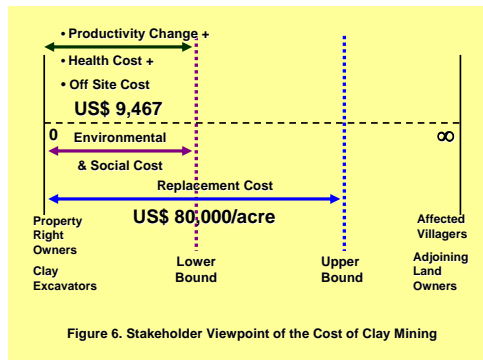 • Productivity Change +
• Health Cost +
• Off Site Cost
US$ 9,467
0
∞
Environmental
& Social Cost
Replacement Cost
US$ 80,000/acre
Property
Right
Owners
Clay
Excavators
Lower
Bound
Upper
Bound
Affected
Villagers
Adjoining
Land
Owners
Figure 6. Stakeholder Viewpoint of the Cost of Clay Mining